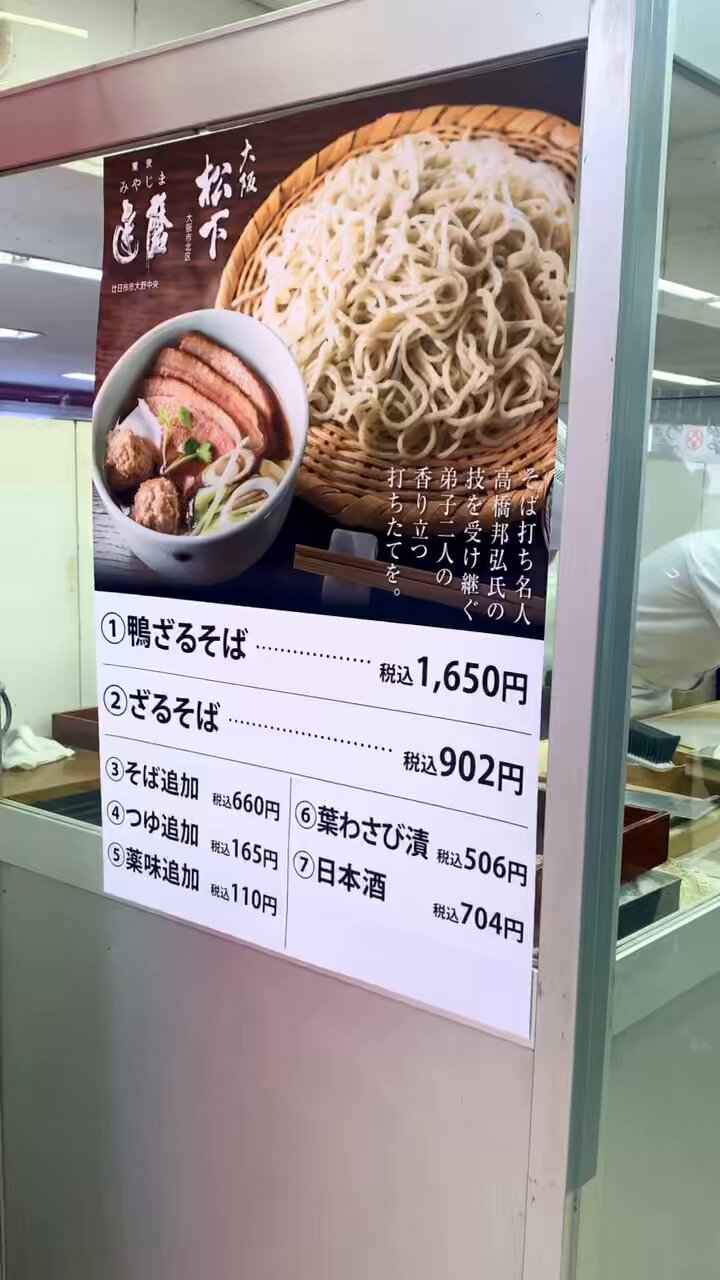 大阪
松下
大阪市北区
蕎麦
みやじま
達磨
廿日市市大野中央
そば打ち名人
高橋邦弘氏の
技を受け継ぐ
弟子二人の
香り立つ
打ちたてを。
①鴨ざるそば 税込1,650円
②ざるそば 税込902円
③そば追加 税込660円
④つゆ追加 税込165円
⑤薬味追加 税込110円
⑥葉わさび漬 税込506円
⑦日本酒 税込704円